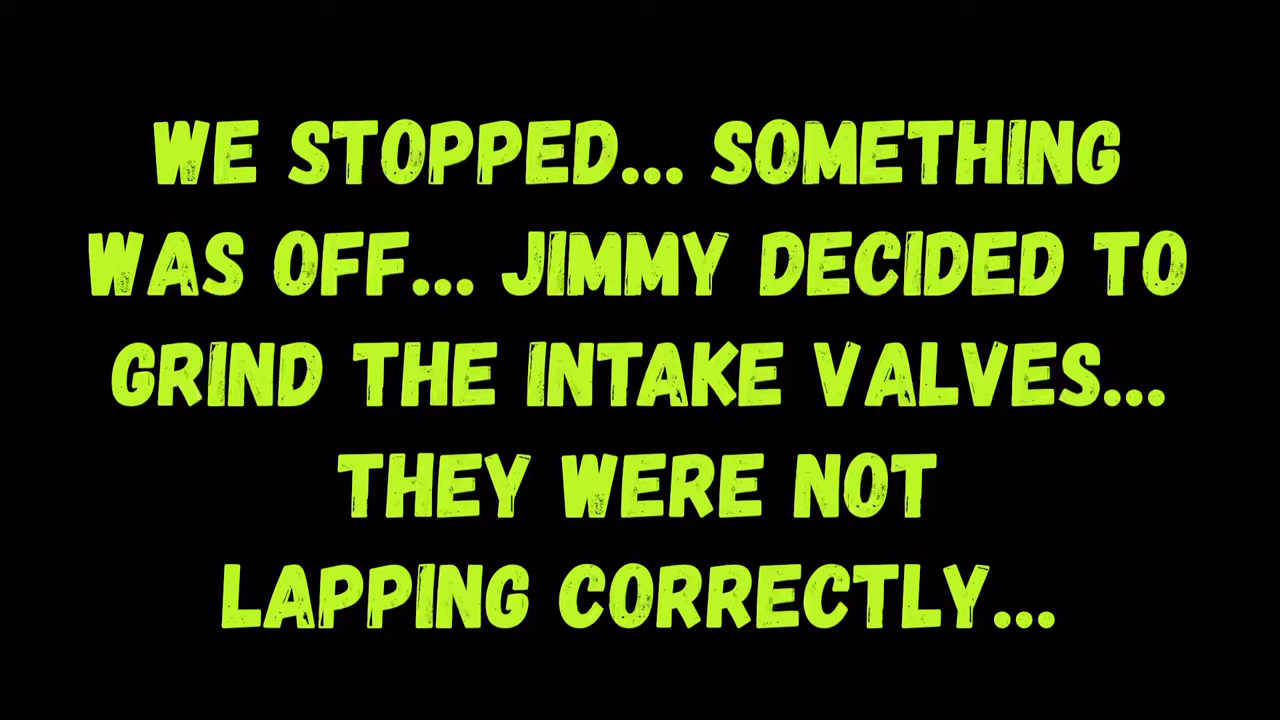 WE STOPPED... SOMETHING
WAS OFF... JIMMY DECIDED TO
GRIND THE INTAKE VALVES...
THEY WERE NOT
LAPPING CORRECTLY...